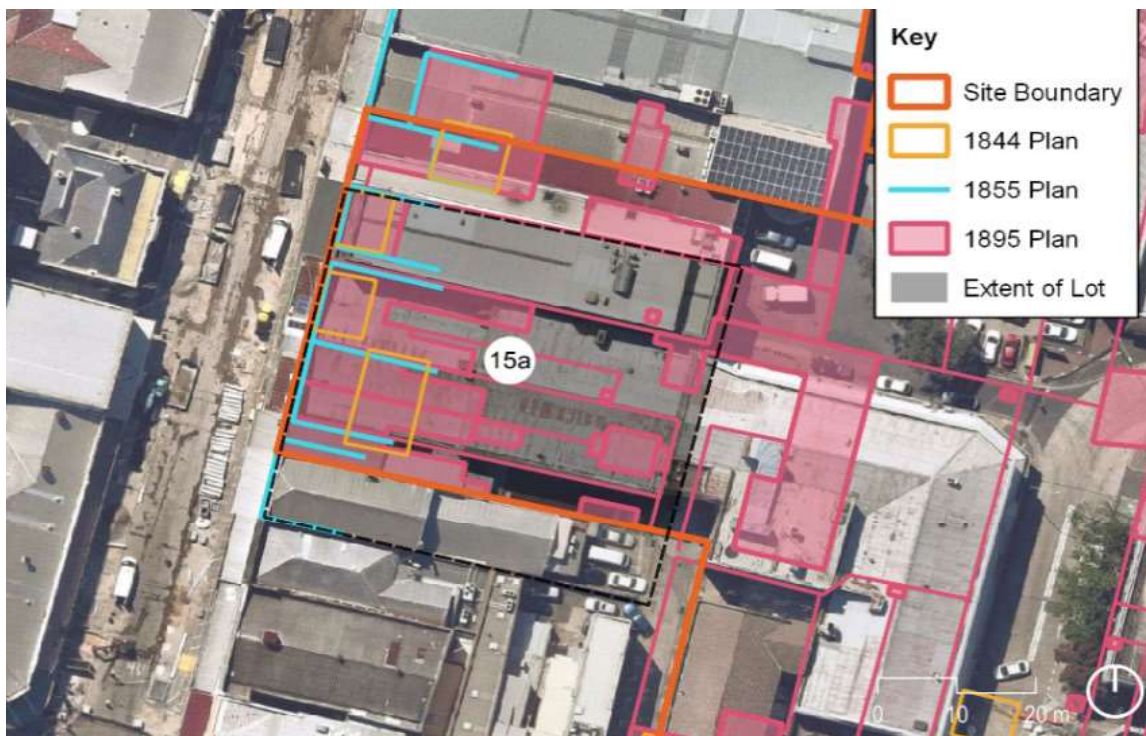 Key
Site Boundary
1844 Plan
1855 Plan
1895 Plan
Extent of Lot
15a
0 10 20 m